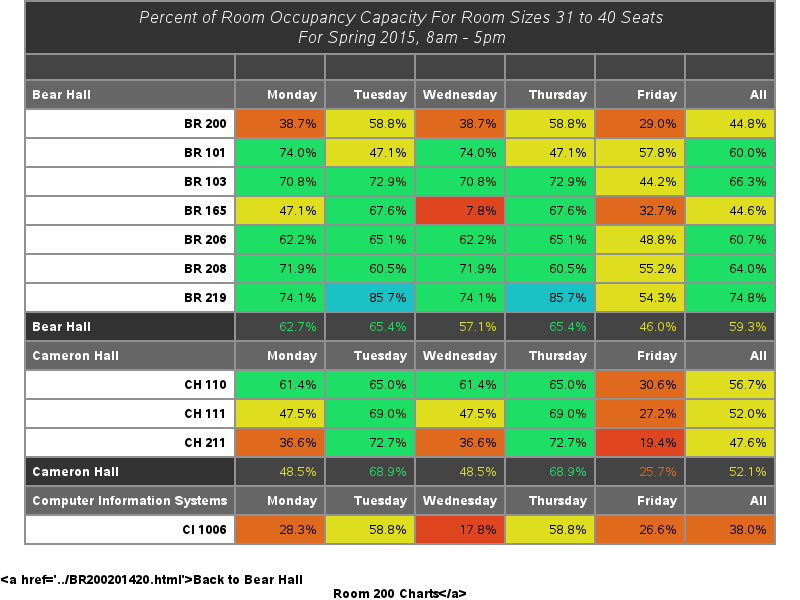 Percent of Room Occupancy Capacity For Room Sizes 31 to 40 Seats
For Spring 2015, 8am - 5pm
Bear Hall Monday Tuesday Wednesday Thursday Friday All
BR 200 38.7% 58.8% 38.7% 58.8% 29.0% 44.8%
BR 101 74.0% 47.1% 74.0% 47.1% 57.8% 60.0%
BR 103 70.8% 72.9% 70.8% 72.9% 44.2% 66.3%
BR 165 47.1% 67.6% 7.8% 67.6% 32.7% 44.6%
BR 206 62.2% 65.1% 62.2% 65.1% 48.8% 60.7%
BR 208 71.9% 60.5% 71.9% 60.5% 55.2% 64.0%
BR 219 74.1% 85.7% 74.1% 85.7% 54.3% 74.8%
Bear Hall 62.7% 65.4% 57.1% 65.4% 46.0% 59.3%
Cameron Hall Monday Tuesday Wednesday Thursday Friday All
CH 110 61.4% 65.0% 61.4% 65.0% 30.6% 56.7%
CH 111 47.5% 69.0% 47.5% 69.0% 27.2% 52.0%
CH 211 36.6% 72.7% 36.6% 72.7% 19.4% 47.6%
Cameron Hall 48.5% 68.9% 48.5% 68.9% 25.7% 52.1%
Computer Information Systems Monday Tuesday Wednesday Thursday Friday All
CI 1006 28.3% 58.8% 17.8% 58.8% 26.6% 38.0%
<a href='../BR200201420.html'>Back to Bear Hall
Room 200 Charts</a>